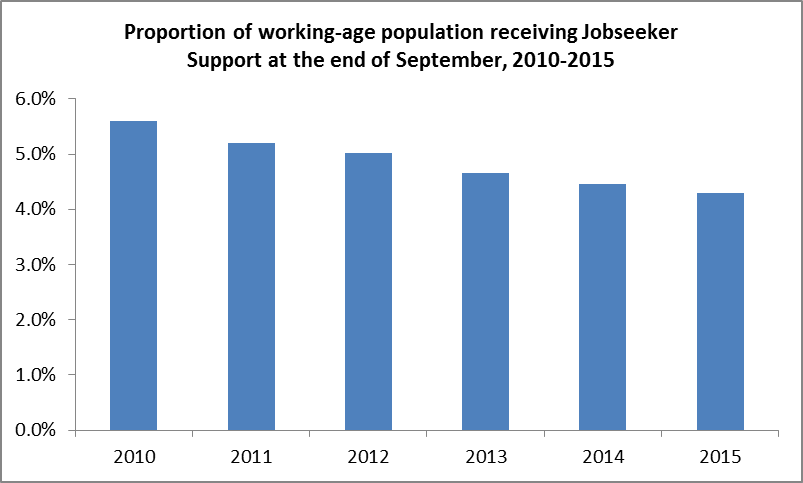 Proportion of working-age population receiving Jobseeker
Support at the end of September, 2010-2015
6.0%
5.0%
4.0%
3.0%
2.0%
1.0%
0.0%
2010 2011 2012 2013 2014 2015